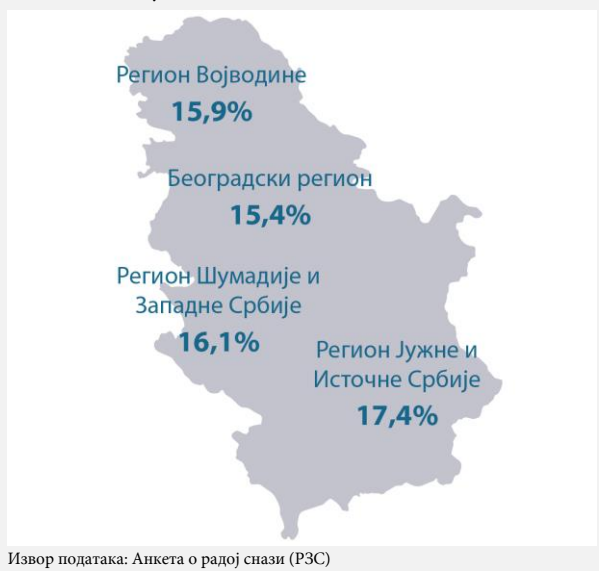 Регион Војводине
15,9%
Београдски регион
15,4%
Регион Шумадије и
Западне Србије
16,1%
Регион Јужне и
Источне Србије
17,4%
Извор података: Анкета о радој снази (РЗС)